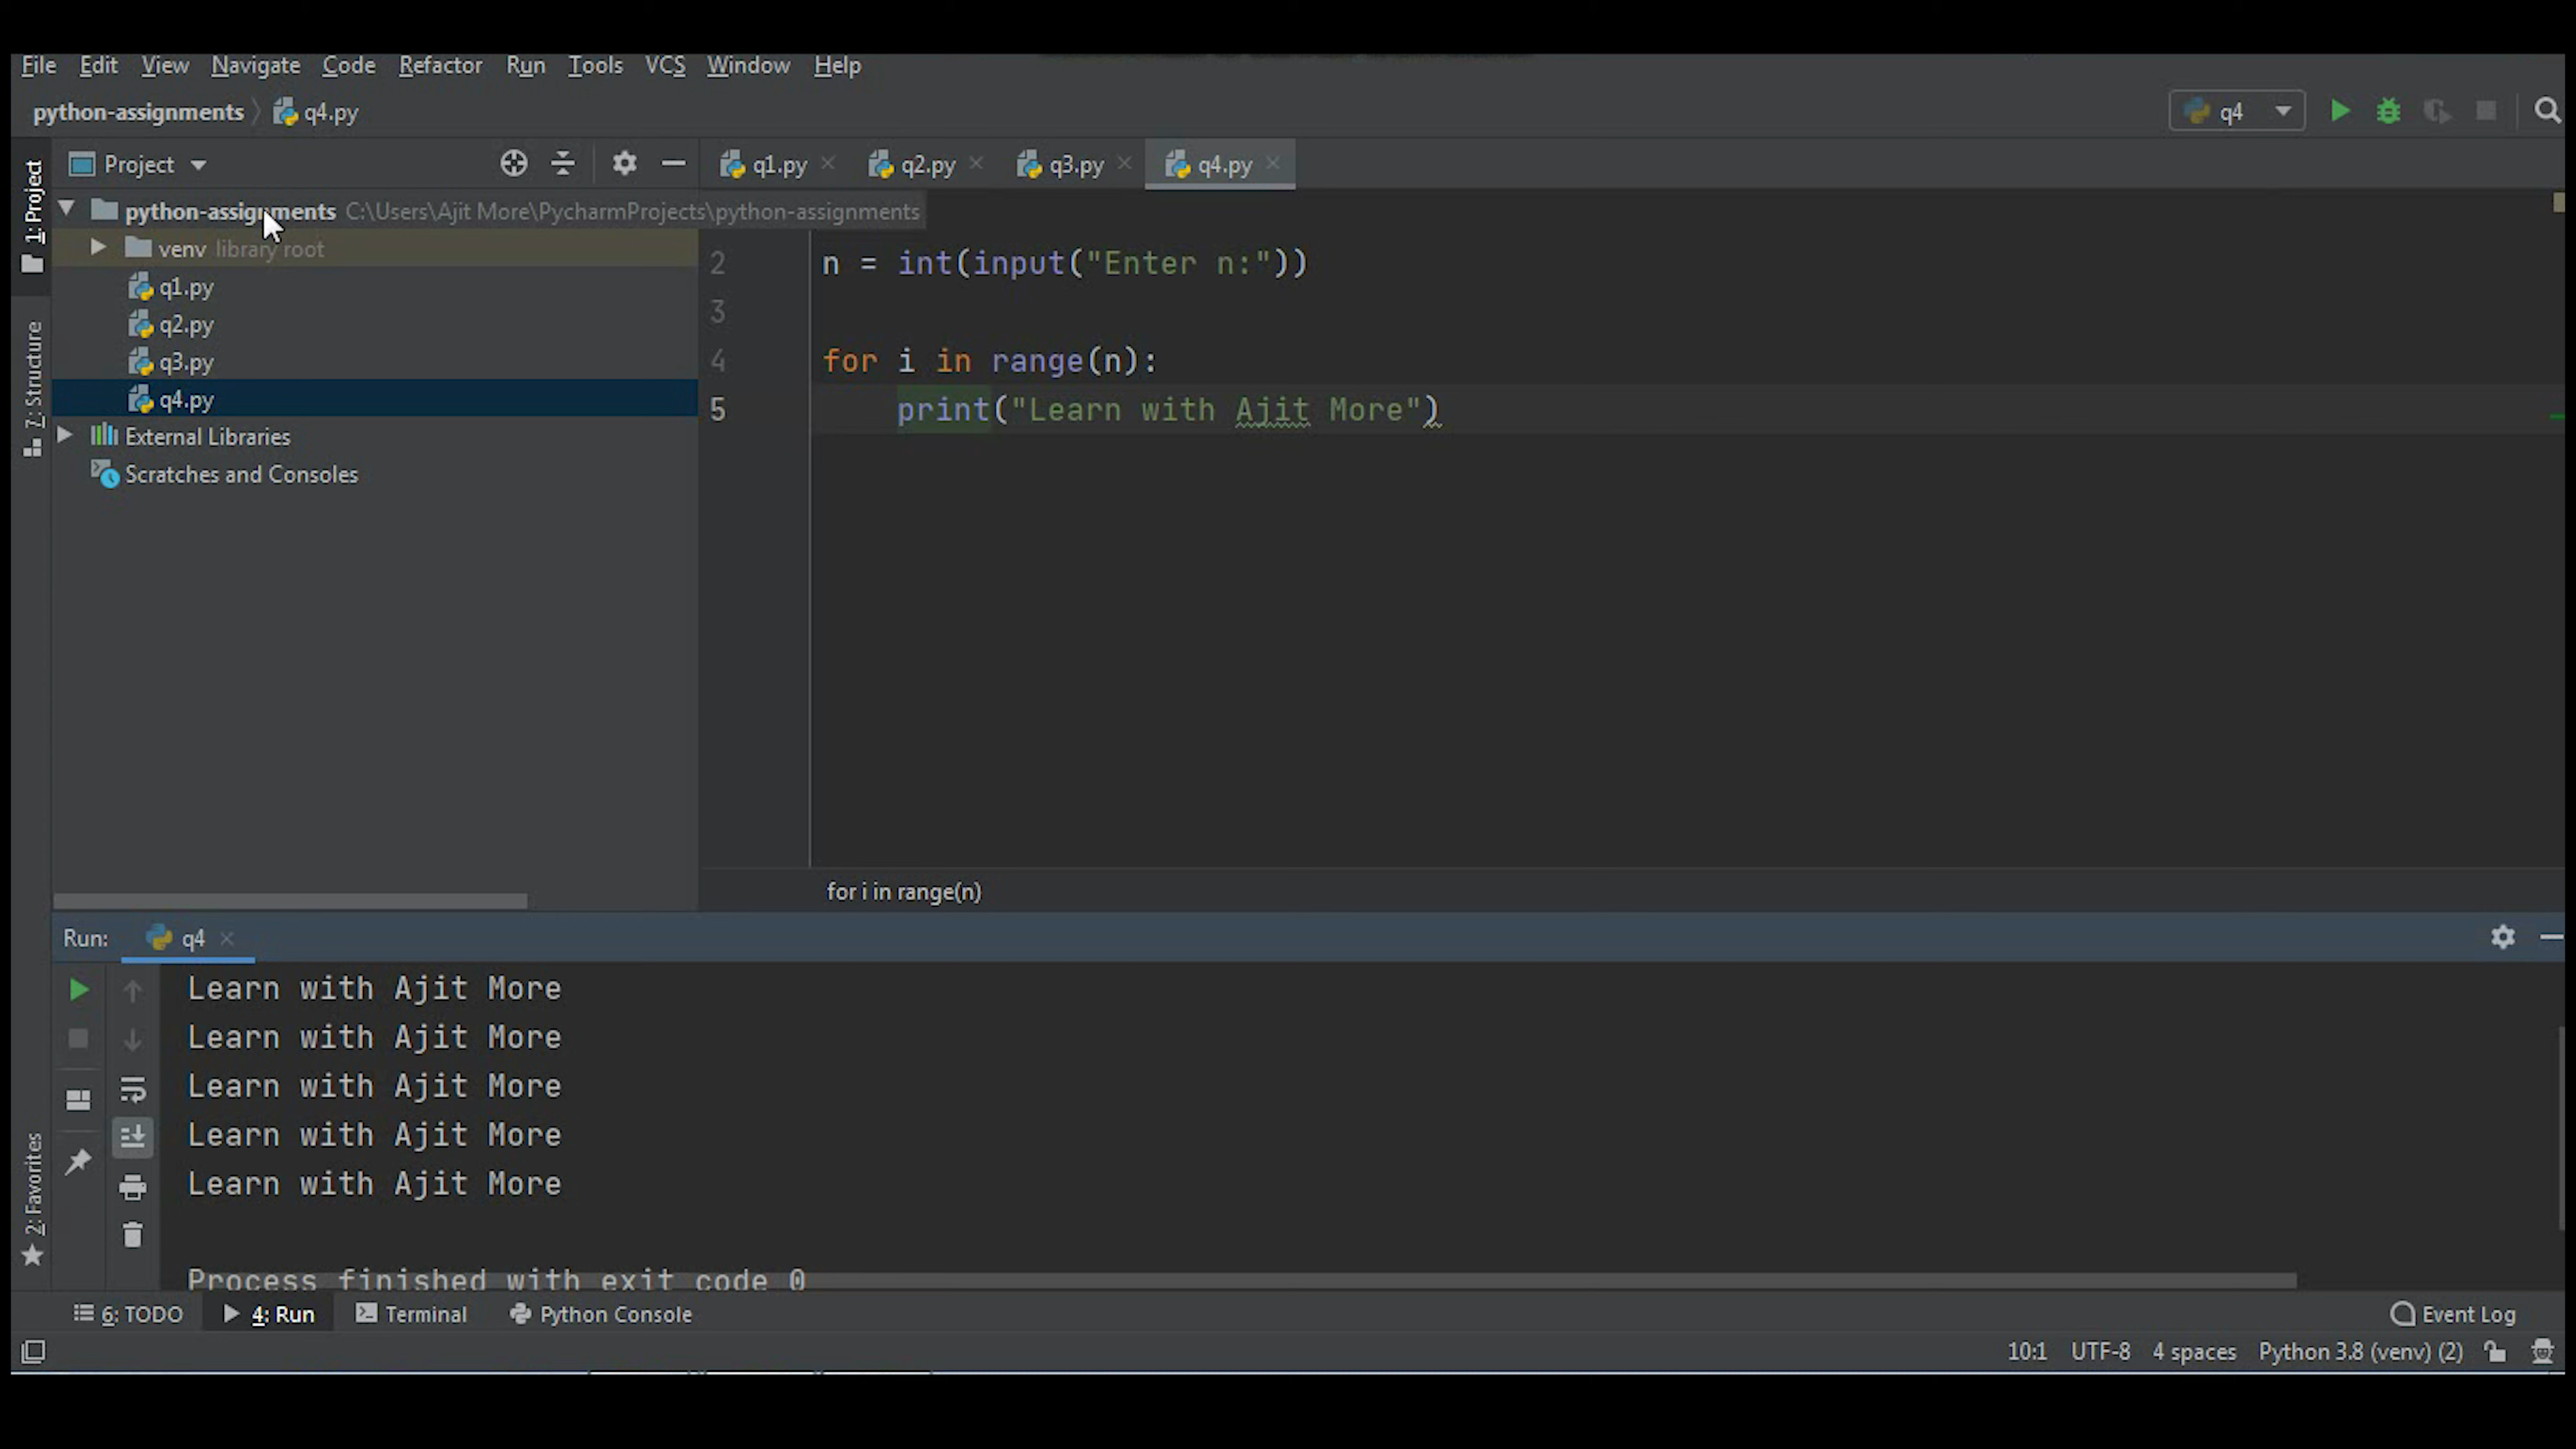 File Edit View Navigate Code Refactor Run Tools VCS Window Help
python-assignments q4.py
q4
1: Project
Project
q1.py q2.py q3.py q4.py
python-assignments C:\Users\Ajit More\PycharmProjects\python-assignments
venv library root
q1.py
q2.py
q3.py
q4.py
External Libraries
Scratches and Consoles
7: Structure
2 n = int(input("Enter n:"))
3
4 for i in range(n):
5 print("Learn with Ajit More")
for i in range(n)
Run: q4
Learn with Ajit More
Learn with Ajit More
Learn with Ajit More
Learn with Ajit More
Learn with Ajit More
Process finished with exit code 0
2: Favorites
6: TODO 4: Run Terminal Python Console Event Log
10:1 UTF-8 4 spaces Python 3.8 (venv) (2)